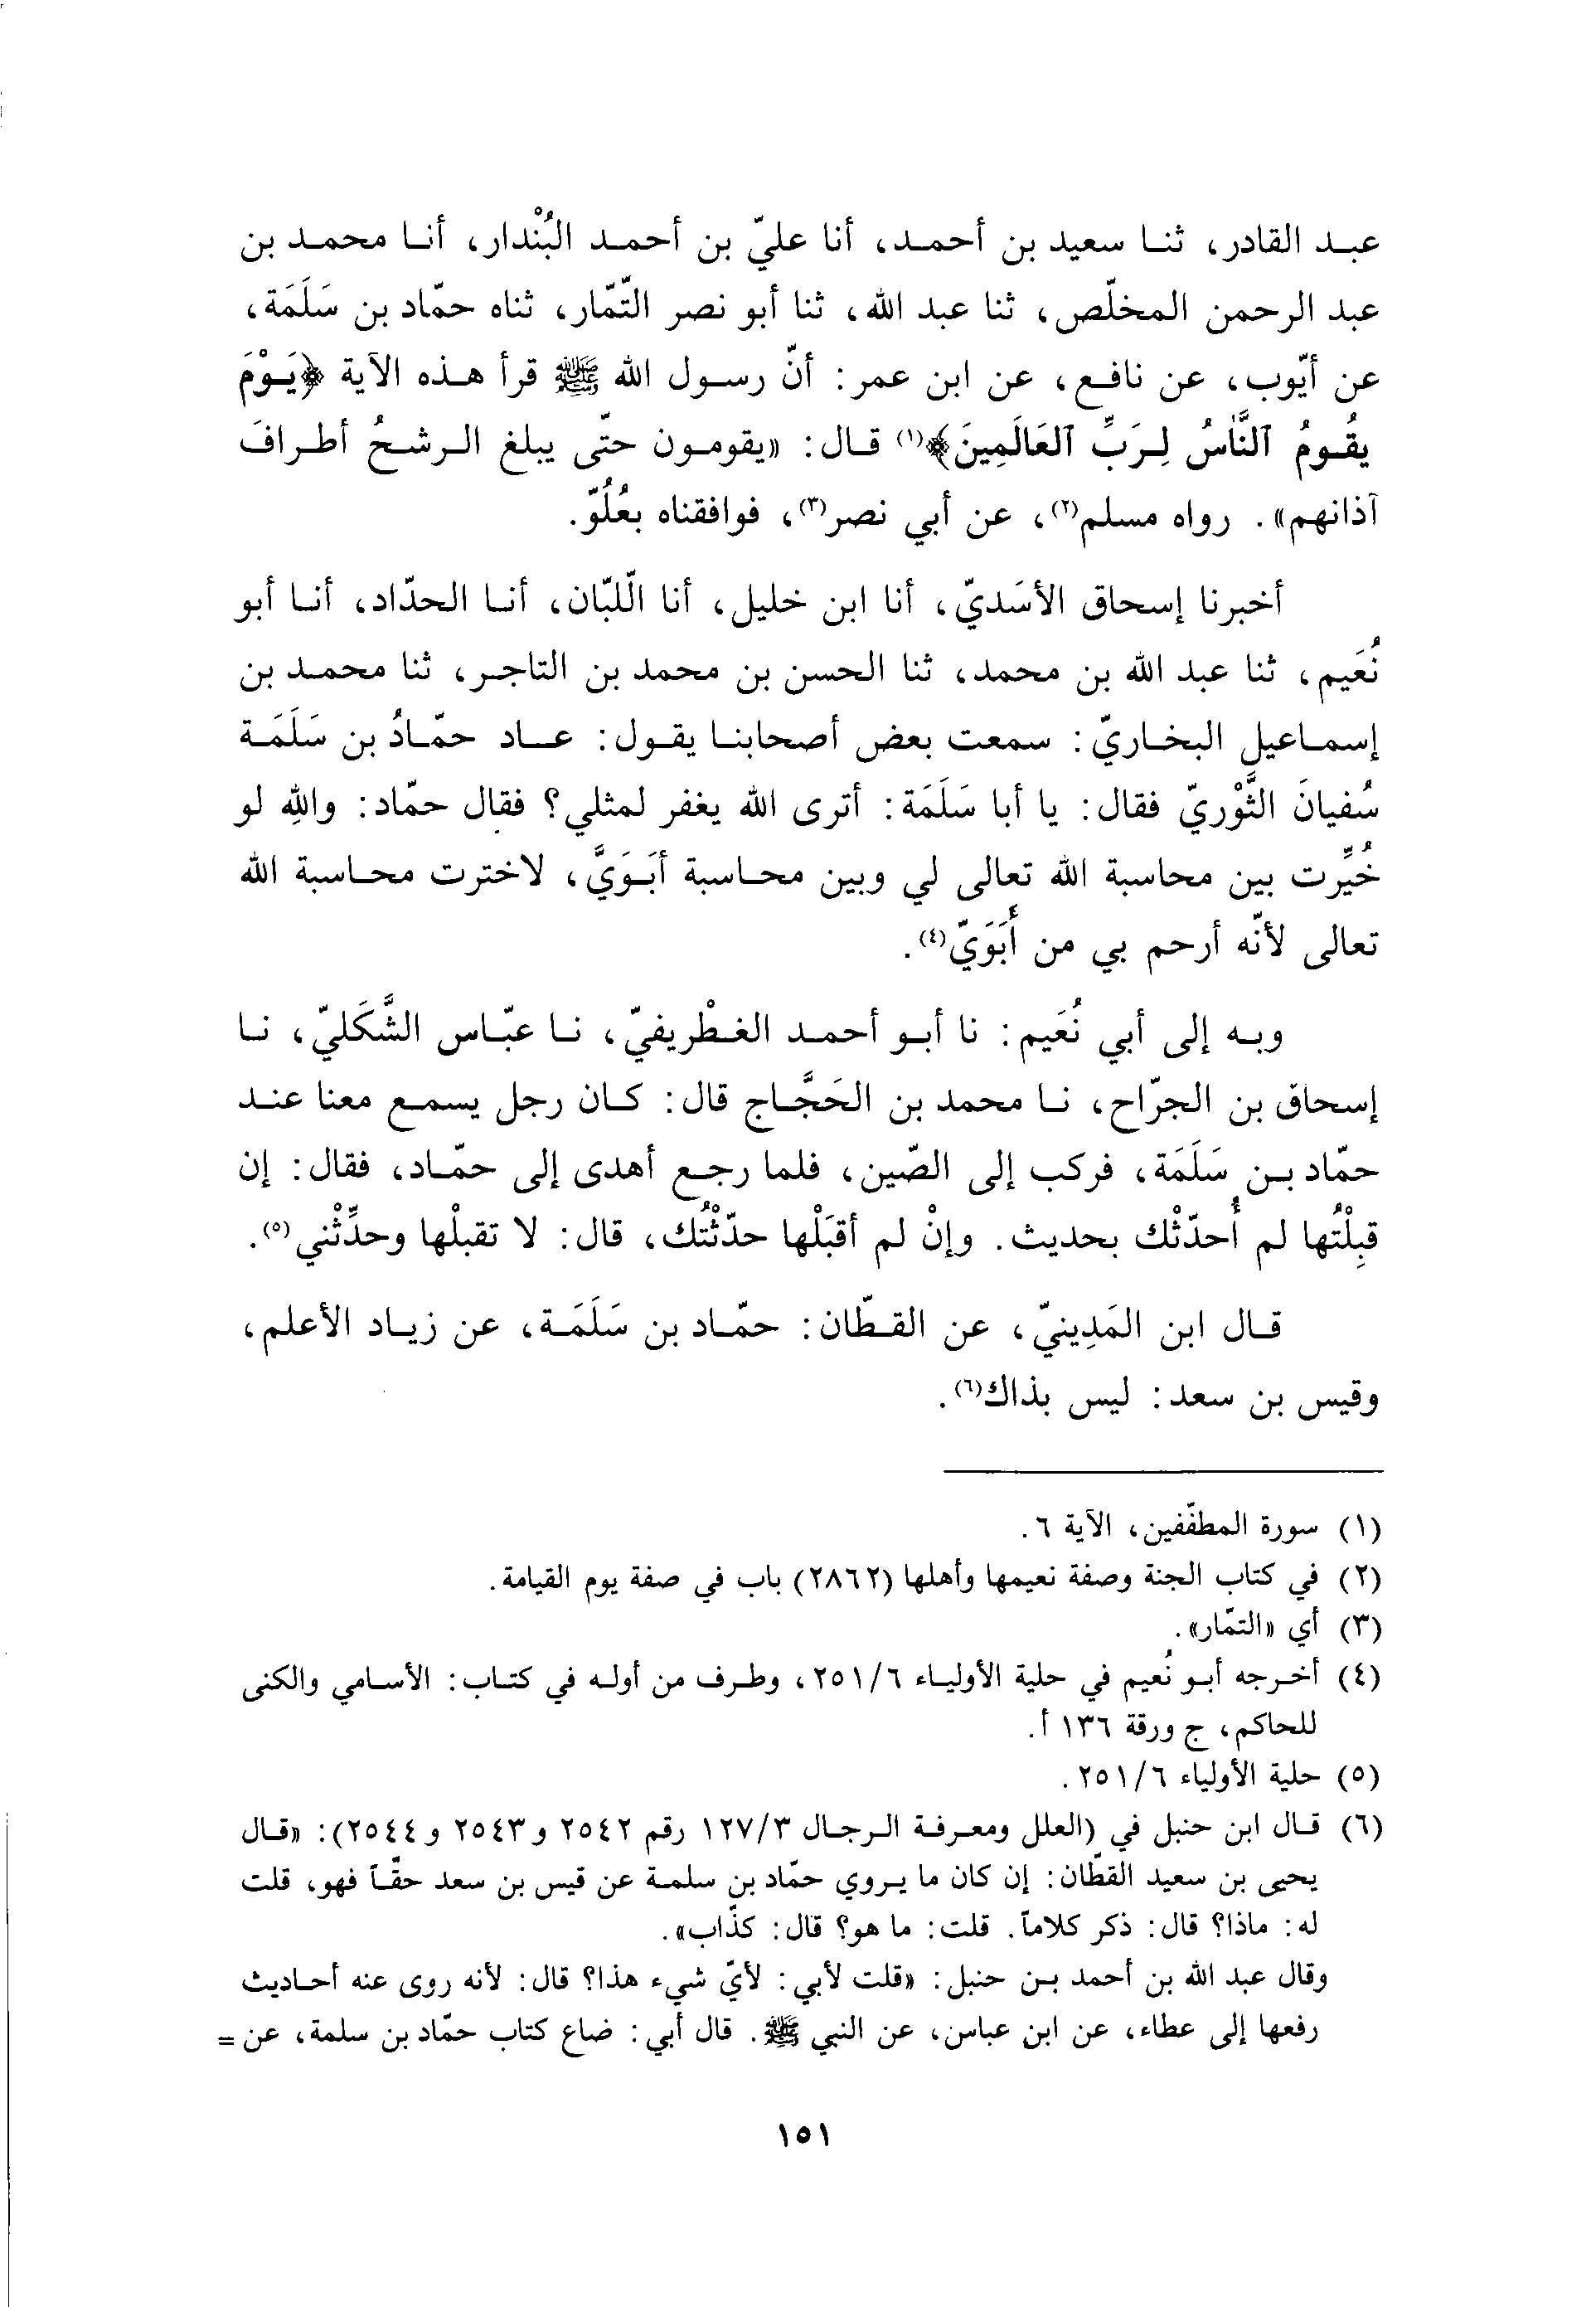 عبد القادر، ثنا سعيد بن أحمد، أنا عليّ بن أحمد البُنْدار، أنا محمد بن
عبد الرحمن المخلّص، ثنا عبد الله، ثنا أبو نصر التّمّار، ثناه حمّاد بن سَلَمَة،
عن أيّوب، عن نافع، عن ابن عمر: أنّ رسول الله ﷺ قرأ هذه الآية ﴿يَوْمَ
يقُومُ ٱلنَّاسُ لِرَبِّ ٱلعَالَمِينَ﴾(١) قال: «يقومون حتّى يبلغ الرشحُ أطرافَ
آذانهم». رواه مسلم(٢)، عن أبي نصر(٣)، فوافقناه بعُلُوّ.
أخبرنا إسحاق الأسَديّ، أنا ابن خليل، أنا الّلبّان، أنا الحدّاد، أنا أبو
نُعَيم، ثنا عبد الله بن محمد، ثنا الحسن بن محمد بن التاجر، ثنا محمد بن
إسماعيل البخاريّ: سمعت بعض أصحابنا يقول: عاد حمّادُ بن سَلَمَة
سُفيانَ الثَّوْريّ فقال: يا أبا سَلَمَة: أترى الله يغفر لمثلي؟ فقال حمّاد: واللهِ لو
خُيِّرت بين محاسبة الله تعالى لي وبين محاسبة أبَوَيَّ، لاخترت محاسبة الله
تعالى لأنّه أرحم بي من أَبَوَيّ(٤).
وبه إلى أبي نُعَيم: نا أبو أحمد الغطْريفيّ، نا عبّاس الشَّكَليّ، نا
إسحاق بن الجرّاح، نا محمد بن الحَجَّاج قال: كان رجل يسمع معنا عند
حمّاد بن سَلَمَة، فركب إلى الصّين، فلما رجع أهدى إلى حمّاد، فقال: إن
قبِلْتُها لم أُحدّثْك بحديث. وإنْ لم أقبَلْها حدّثْتُك، قال: لا تقبلْها وحدِّثْني(٥).
قال ابن المَدِينيّ، عن القطّان: حمّاد بن سَلَمَة، عن زياد الأعلم،
وقيس بن سعد: ليس بذاك(٦).
(١) سورة المطفّفين، الآية ٦.
(٢) في كتاب الجنة وصفة نعيمها وأهلها (٢٨٦٢) باب في صفة يوم القيامة.
(٣) أي «التمّار».
(٤) أخرجه أبو نُعيم في حلية الأولياء ٢٥١/٦، وطرف من أوله في كتاب: الأسامي والكنى
للحاكم، ج ورقة ١٣٦ أ.
(٥) حلية الأولياء ٢٥١/٦.
(٦) قال ابن حنبل في (العلل ومعرفة الرجال ١٢٧/٣ رقم ٢٥٤٢ و٢٥٤٣ و٢٥٤٤): «قال
يحيى بن سعيد القطّان: إن كان ما يروي حمّاد بن سلمة عن قيس بن سعد حقّاً فهو، قلت
له: ماذا؟ قال: ذكر كلاماً. قلت: ما هو؟ قال: كذّاب».
وقال عبد الله بن أحمد بن حنبل: «قلت لأبي: لأيّ شيء هذا؟ قال: لأنه روى عنه أحاديث
رفعها إلى عطاء، عن ابن عباس، عن النبي ﷺ. قال أبي: ضاع كتاب حمّاد بن سلمة، عن =
١٥١